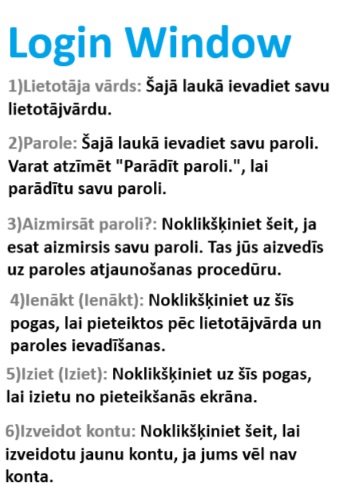 Login Window
1)Lietotāja vārds: Šajā laukā ievadiet savu
lietotājvārdu.
2)Parole: Šajā laukā ievadiet savu paroli.
Varat atzīmēt "Parādīt paroli.", lai
parādītu savu paroli.
3)Aizmirsāt paroli?: Noklikšķiniet šeit, ja
esat aizmirsis savu paroli. Tas jūs aizvedīs
uz paroles atjaunošanas procedūru.
4)Ienākt (Ienākt): Noklikšķiniet uz šīs
pogas, lai pieteiktos pēc lietotājvārda un
paroles ievadīšanas.
5)Iziet (Iziet): Noklikšķiniet uz šīs pogas,
lai izietu no pieteikšanās ekrāna.
6)Izveidot kontu: Noklikšķiniet šeit, lai
izveidotu jaunu kontu, ja jums vēl nav
konta.